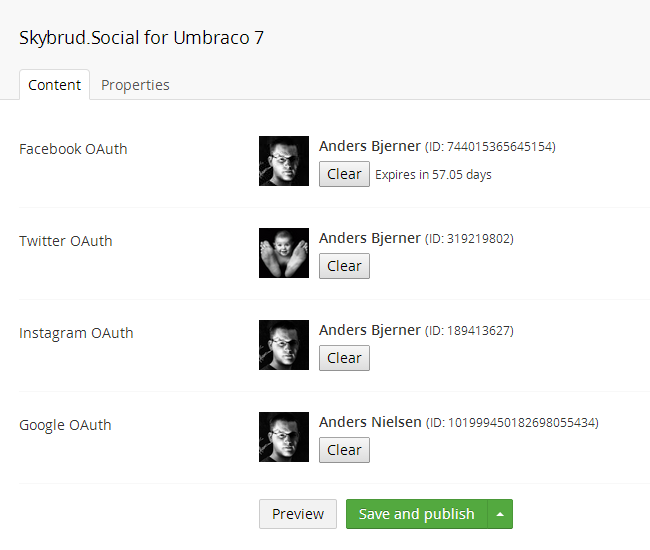 Skybrud.Social for Umbraco 7
Content Properties
Facebook OAuth
Anders Bjerner (ID: 744015365645154)
Clear Expires in 57.05 days
Twitter OAuth
Anders Bjerner (ID: 319219802)
Clear
Instagram OAuth
Anders Bjerner (ID: 189413627)
Clear
Google OAuth
Anders Nielsen (ID: 101999450182698055434)
Clear
Preview Save and publish